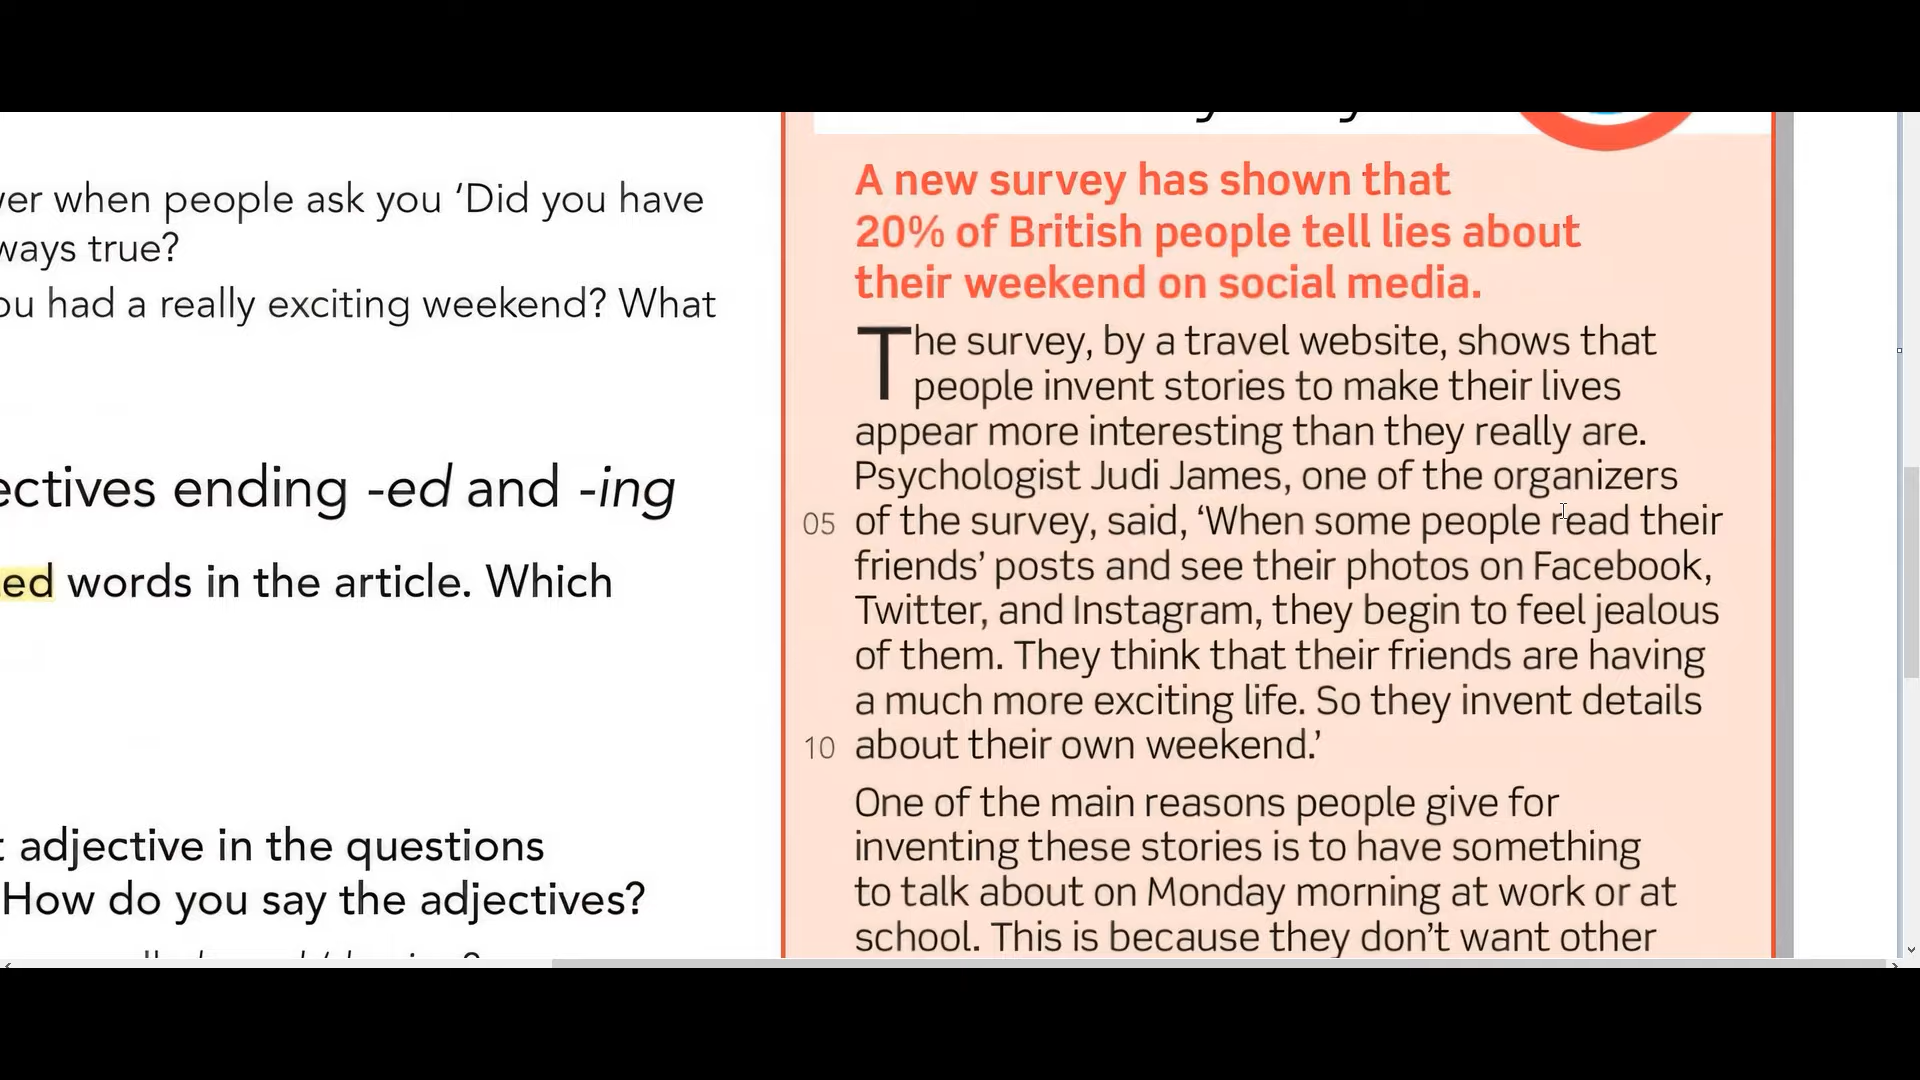 ver when people ask you ‘Did you have
ways true?
ou had a really exciting weekend? What
ectives ending -ed and -ing
ed words in the article. Which
t adjective in the questions
How do you say the adjectives?
A new survey has shown that
20% of British people tell lies about
their weekend on social media.
The survey, by a travel website, shows that
people invent stories to make their lives
appear more interesting than they really are.
Psychologist Judi James, one of the organizers
05 of the survey, said, ‘When some people read their
friends’ posts and see their photos on Facebook,
Twitter, and Instagram, they begin to feel jealous
of them. They think that their friends are having
a much more exciting life. So they invent details
10 about their own weekend.’
One of the main reasons people give for
inventing these stories is to have something
to talk about on Monday morning at work or at
school. This is because they don’t want other